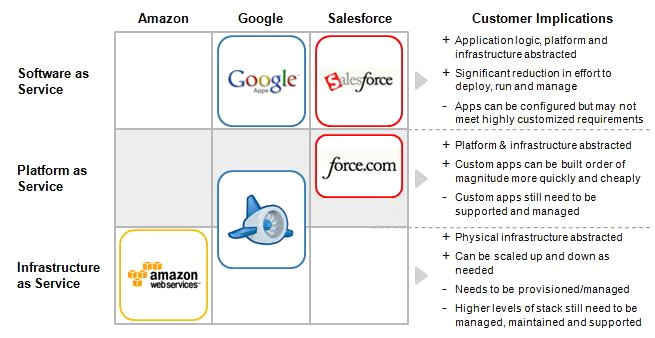 Amazon
Google
Salesforce
Customer Implications
Software as
Service
Google
Apps
salesforce
+ Application logic, platform and
infrastructure abstracted
+ Significant reduction in effort to
deploy, run and manage
- Apps can be configured but may not
meet highly customized requirements
Platform as
Service
force.com
+ Platform & infrastructure abstracted
+ Custom apps can be built order of
magnitude more quickly and cheaply
- Custom apps still need to be
supported and managed
Infrastructure
as Service
amazon
webservices™
+ Physical infrastructure abstracted
+ Can be scaled up and down as
needed
- Needs to be provisioned/managed
- Higher levels of stack still need to be
managed, maintained and supported